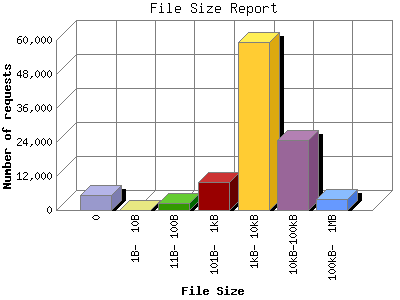 File Size Report
60,000
48,000
36,000
24,000
12,000
0
Number of requests
0
1B- 10B
11B- 100B
101B- 1kB
1kB- 10kB
10kB-100kB
100kB- 1MB
File Size